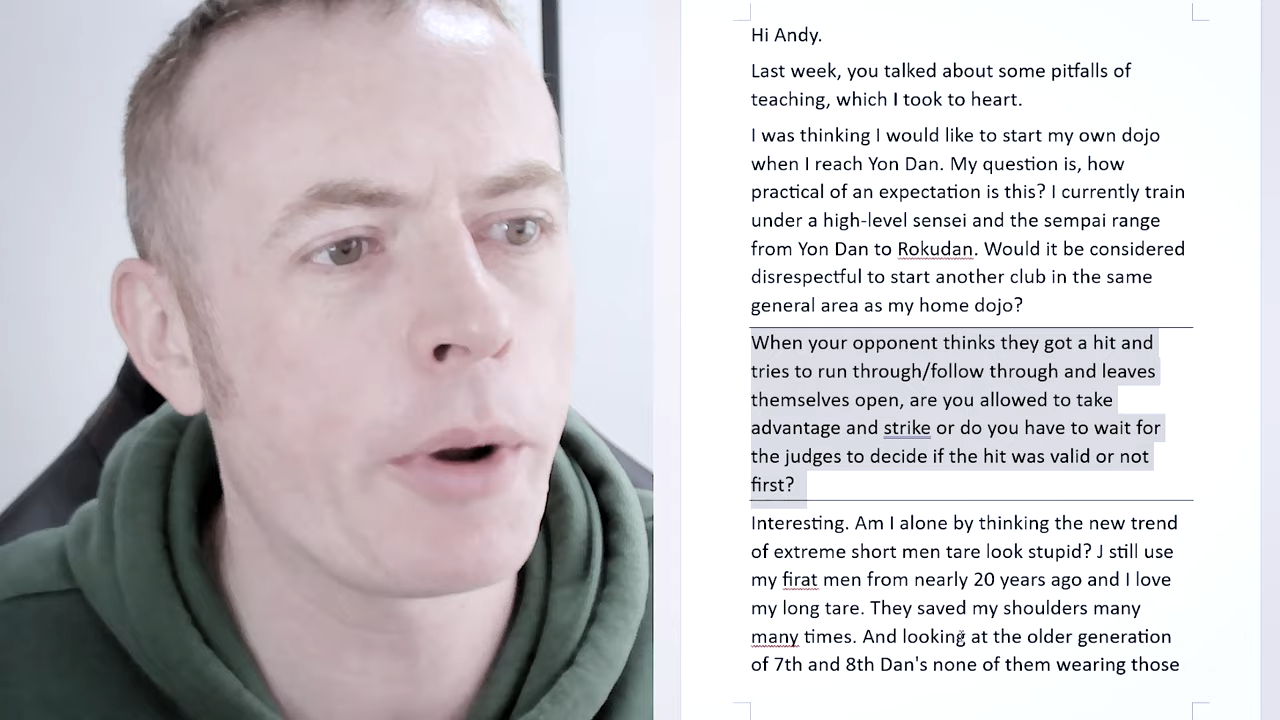 Hi Andy.
Last week, you talked about some pitfalls of
teaching, which I took to heart.
I was thinking I would like to start my own dojo
when I reach Yon Dan. My question is, how
practical of an expectation is this? I currently train
under a high-level sensei and the sempai range
from Yon Dan to Rokudan. Would it be considered
disrespectful to start another club in the same
general area as my home dojo?
When your opponent thinks they got a hit and
tries to run through/follow through and leaves
themselves open, are you allowed to take
advantage and strike or do you have to wait for
the judges to decide if the hit was valid or not
first?
Interesting. Am I alone by thinking the new trend
of extreme short men tare look stupid? J still use
my firat men from nearly 20 years ago and I love
my long tare. They saved my shoulders many
many times. And looking at the older generation
of 7th and 8th Dan's none of them wearing those